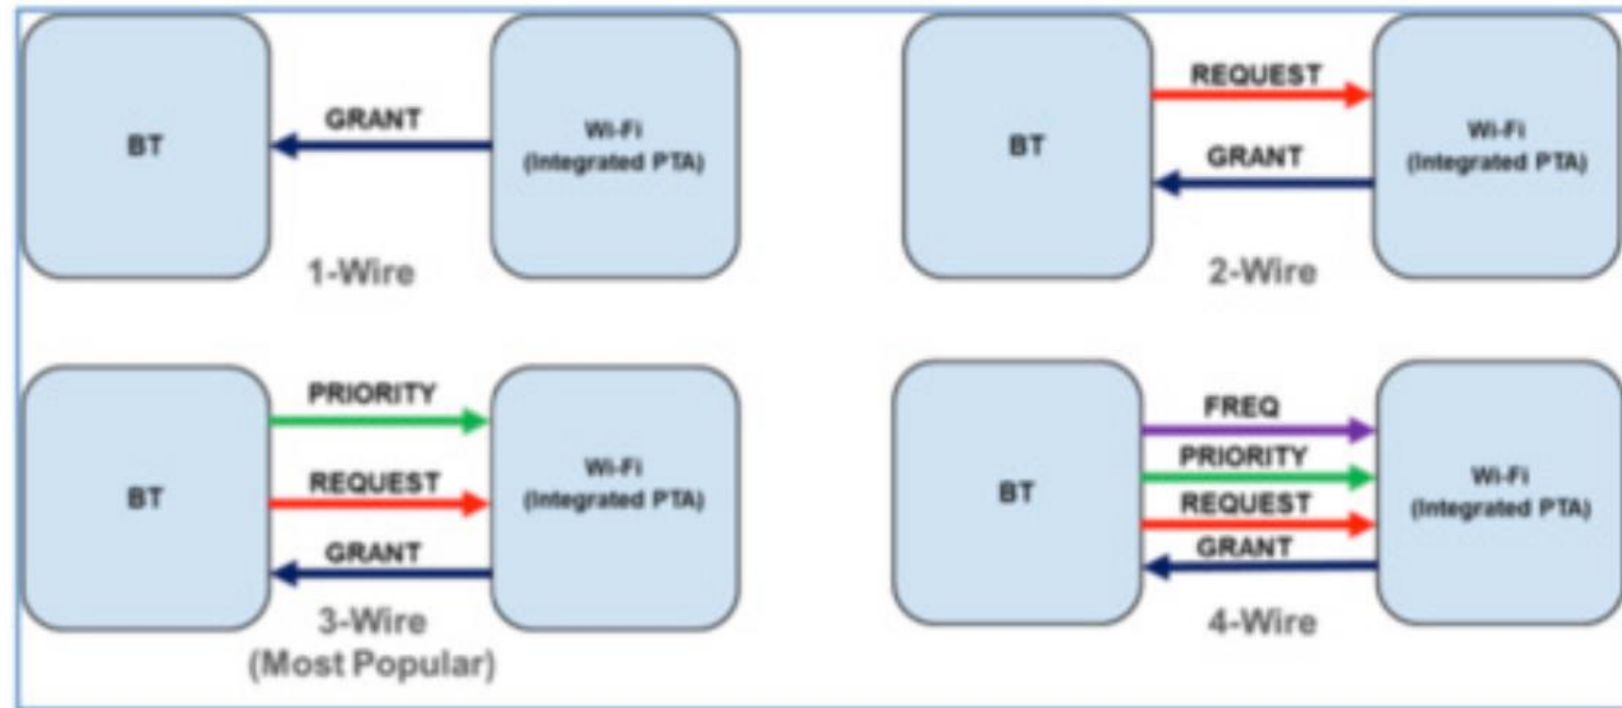 BT
GRANT
Wi-Fi
(Integrated PTA)
1-Wire
BT
REQUEST
GRANT
Wi-Fi
(Integrated PTA)
2-Wire
BT
PRIORITY
REQUEST
GRANT
Wi-Fi
(Integrated PTA)
3-Wire
(Most Popular)
BT
FREQ
PRIORITY
REQUEST
GRANT
Wi-Fi
(Integrated PTA)
4-Wire